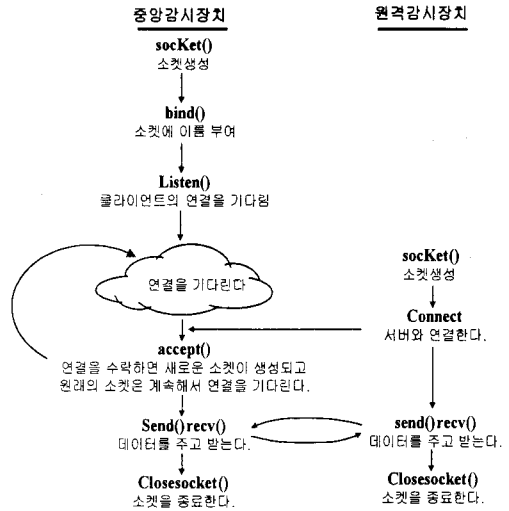 중앙감시장치
socKet()
소켓생성
bind()
소켓에 이름 부여
Listen()
클라이언트의 연결을 기다림
연결을 기다린다
accept()
연결을 수락하면 새로운 소켓이 생성되고
원래의 소켓은 계속해서 연결을 기다린다.
Send() recv()
데이터를 주고 받는다.
Closesocket()
소켓을 종료한다.
원격감시장치
socKet()
소켓생성
Connect
서버와 연결한다.
send() recv()
데이터를 주고 받는다.
Closesocket()
소켓을 종료한다.